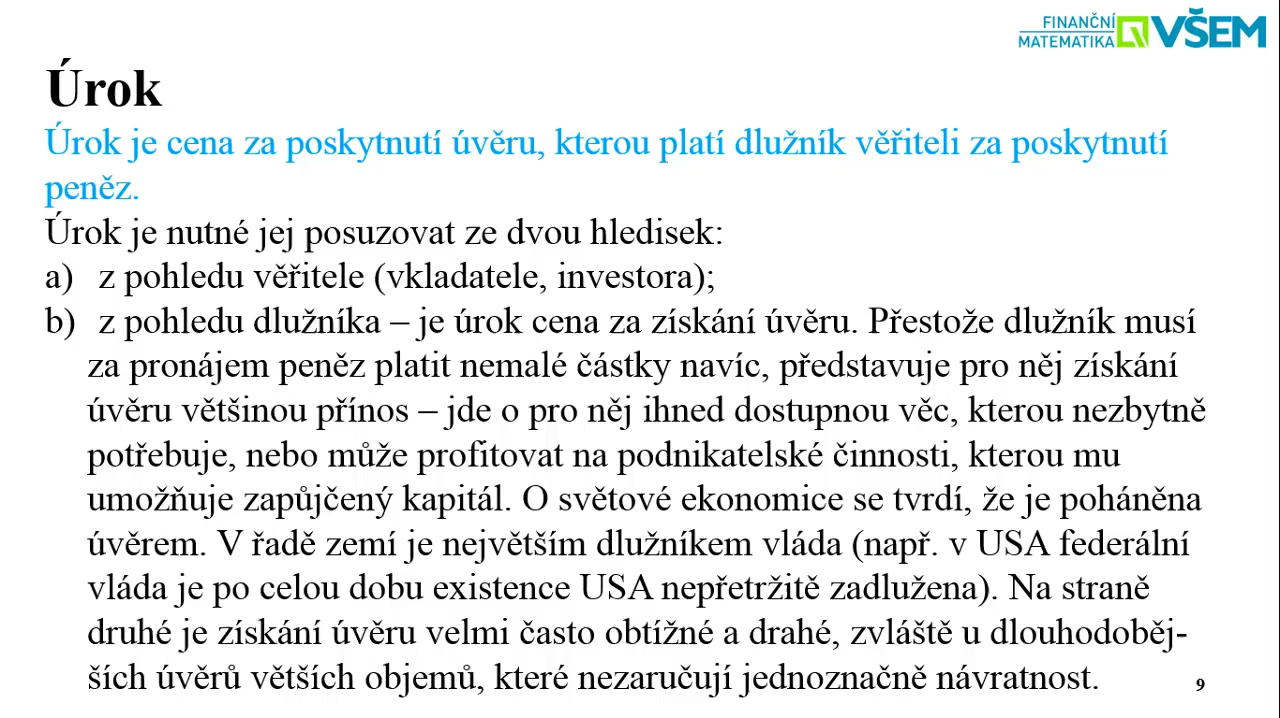 FINANČNÍ
MATEMATIKA VŠEM
Úrok
Úrok je cena za poskytnutí úvěru, kterou platí dlužník věřiteli za poskytnutí
peněz.
Úrok je nutné jej posuzovat ze dvou hledisek:
a) z pohledu věřitele (vkladatele, investora);
b) z pohledu dlužníka – je úrok cena za získání úvěru. Přestože dlužník musí
za pronájem peněz platit nemalé částky navíc, představuje pro něj získání
úvěru většinou přínos – jde o pro něj ihned dostupnou věc, kterou nezbytně
potřebuje, nebo může profitovat na podnikatelské činnosti, kterou mu
umožňuje zapůjčený kapitál. O světové ekonomice se tvrdí, že je poháněna
úvěrem. V řadě zemí je největším dlužníkem vláda (např. v USA federální
vláda je po celou dobu existence USA nepřetržitě zadlužena). Na straně
druhé je získání úvěru velmi často obtížné a drahé, zvláště u dlouhoděj-
ších úvěrů větších objemů, které nezaručují jednoznačně návratnost.
9